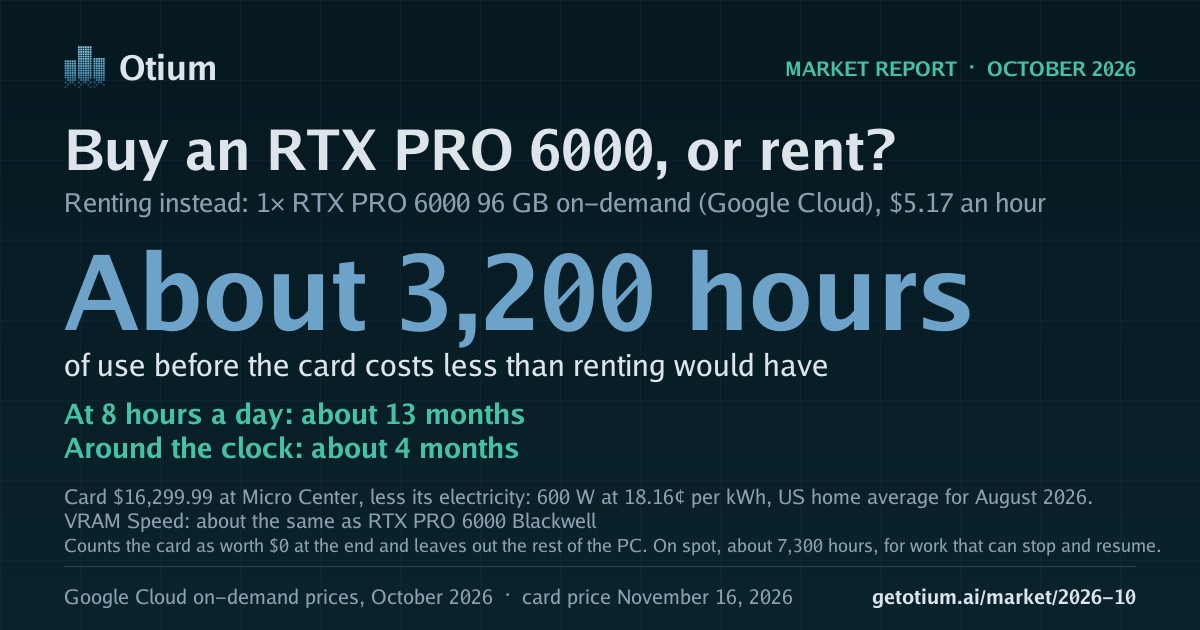 Otium
MARKET REPORT · OCTOBER 2026
Buy an RTX PRO 6000, or rent?
Renting instead: 1× RTX PRO 6000 96 GB on-demand (Google Cloud), $5.17 an hour
About 3,200 hours
of use before the card costs less than renting would have
At 8 hours a day: about 13 months
Around the clock: about 4 months
Card $16,299.99 at Micro Center, less its electricity: 600 W at 18.16¢ per kWh, US home average for August 2026.
VRAM Speed: about the same as RTX PRO 6000 Blackwell
Counts the card as worth $0 at the end and leaves out the rest of the PC. On spot, about 7,300 hours, for work that can stop and resume.
Google Cloud on-demand prices, October 2026 · card price November 16, 2026
getotium.ai/market/2026-10